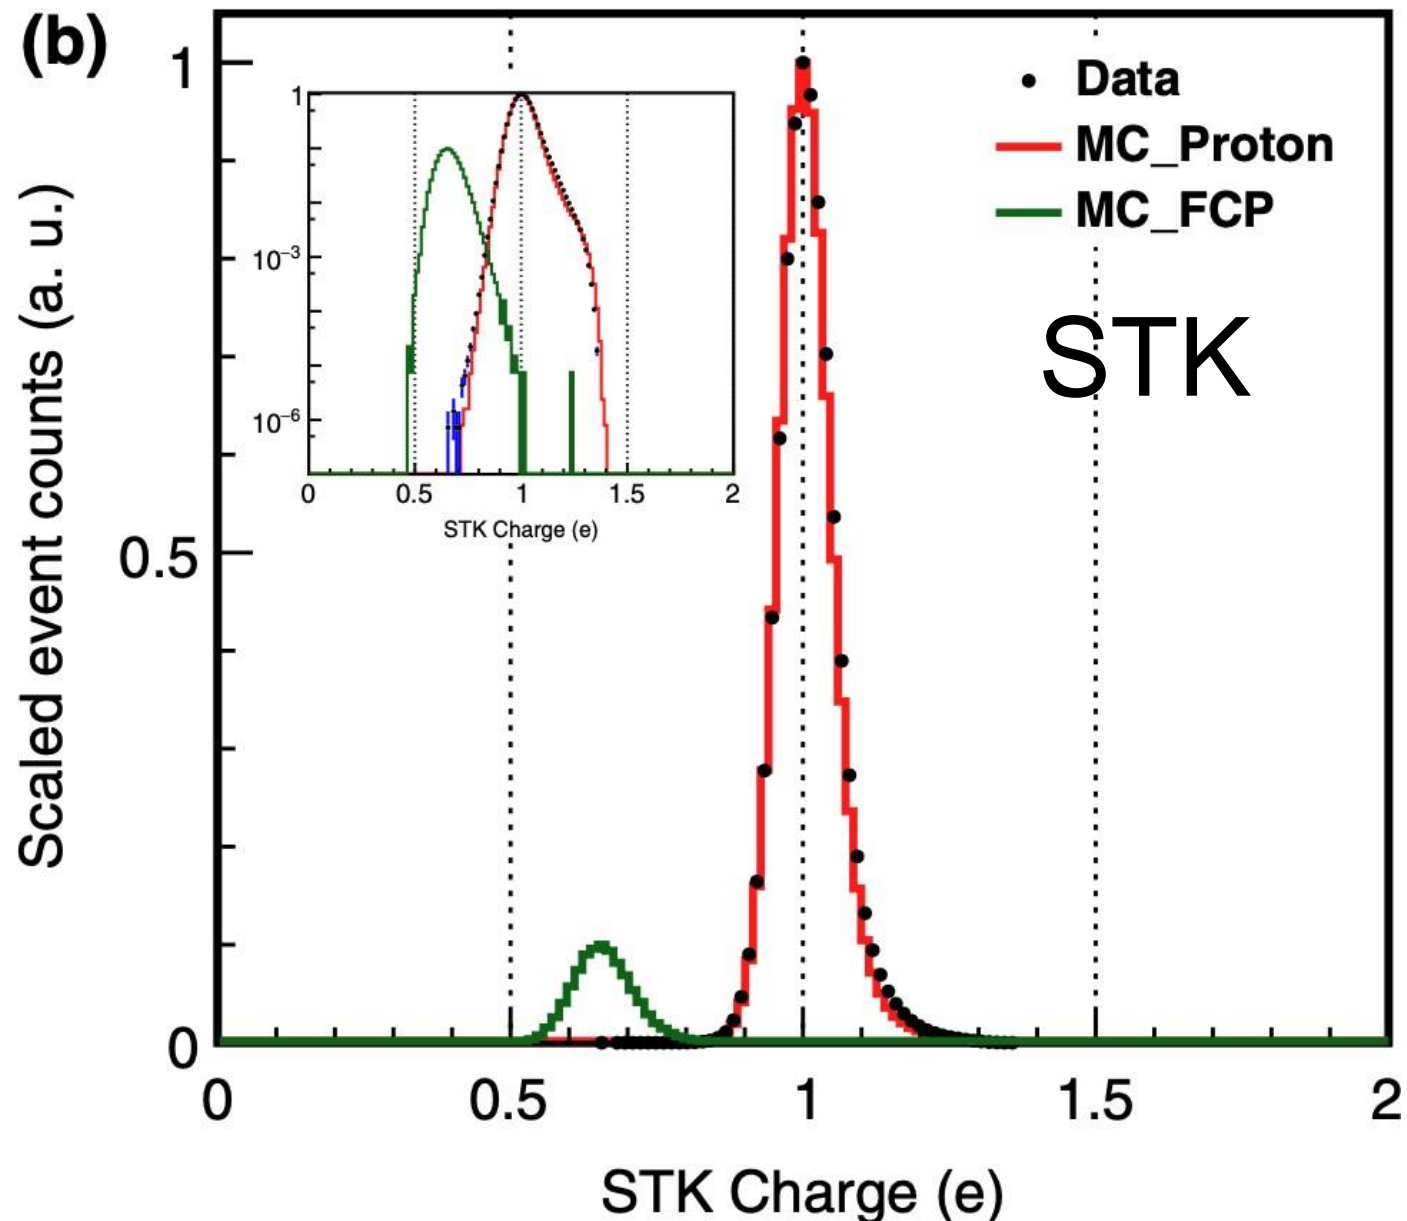 (b)
Scaled event counts (a. u.)
1
0.5
0
Data
MC_Proton
MC_FCP
STK
1
10⁻³
10⁻⁶
0 0.5 1 1.5 2
STK Charge (e)
0 0.5 1 1.5 2
STK Charge (e)